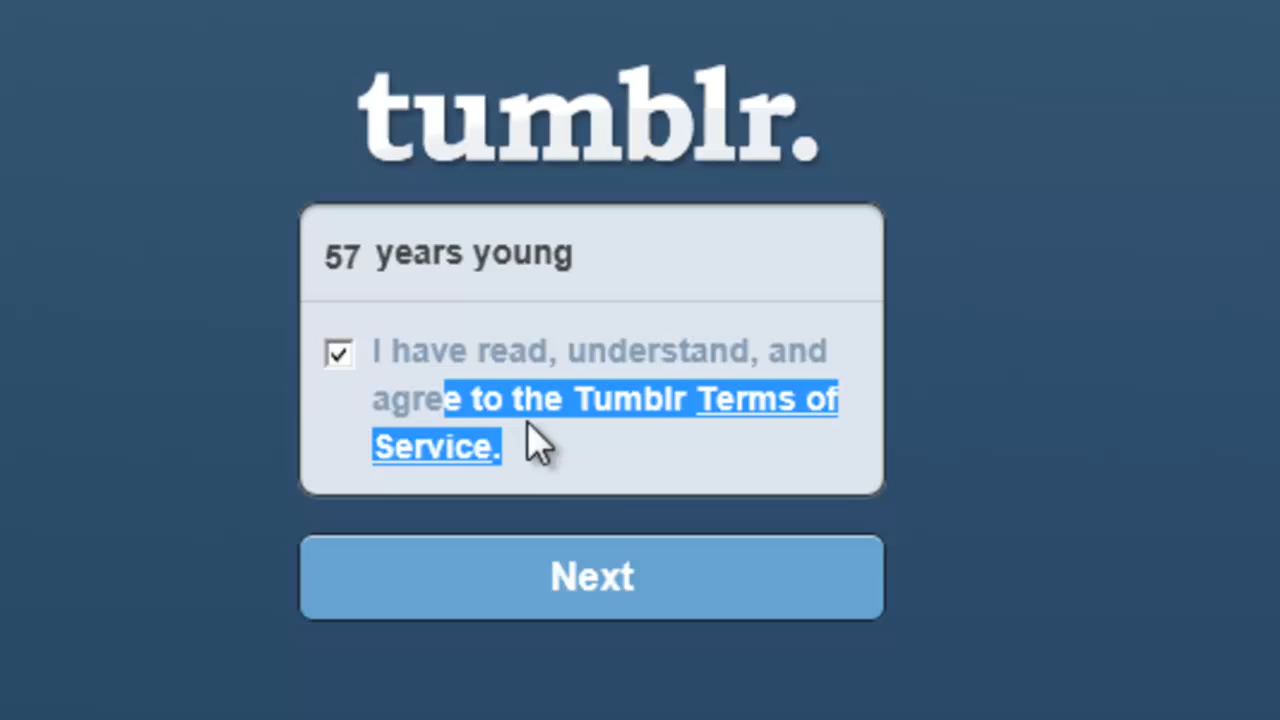 tumblr.
57 years young
I have read, understand, and
agree to the Tumblr Terms of
Service.
Next